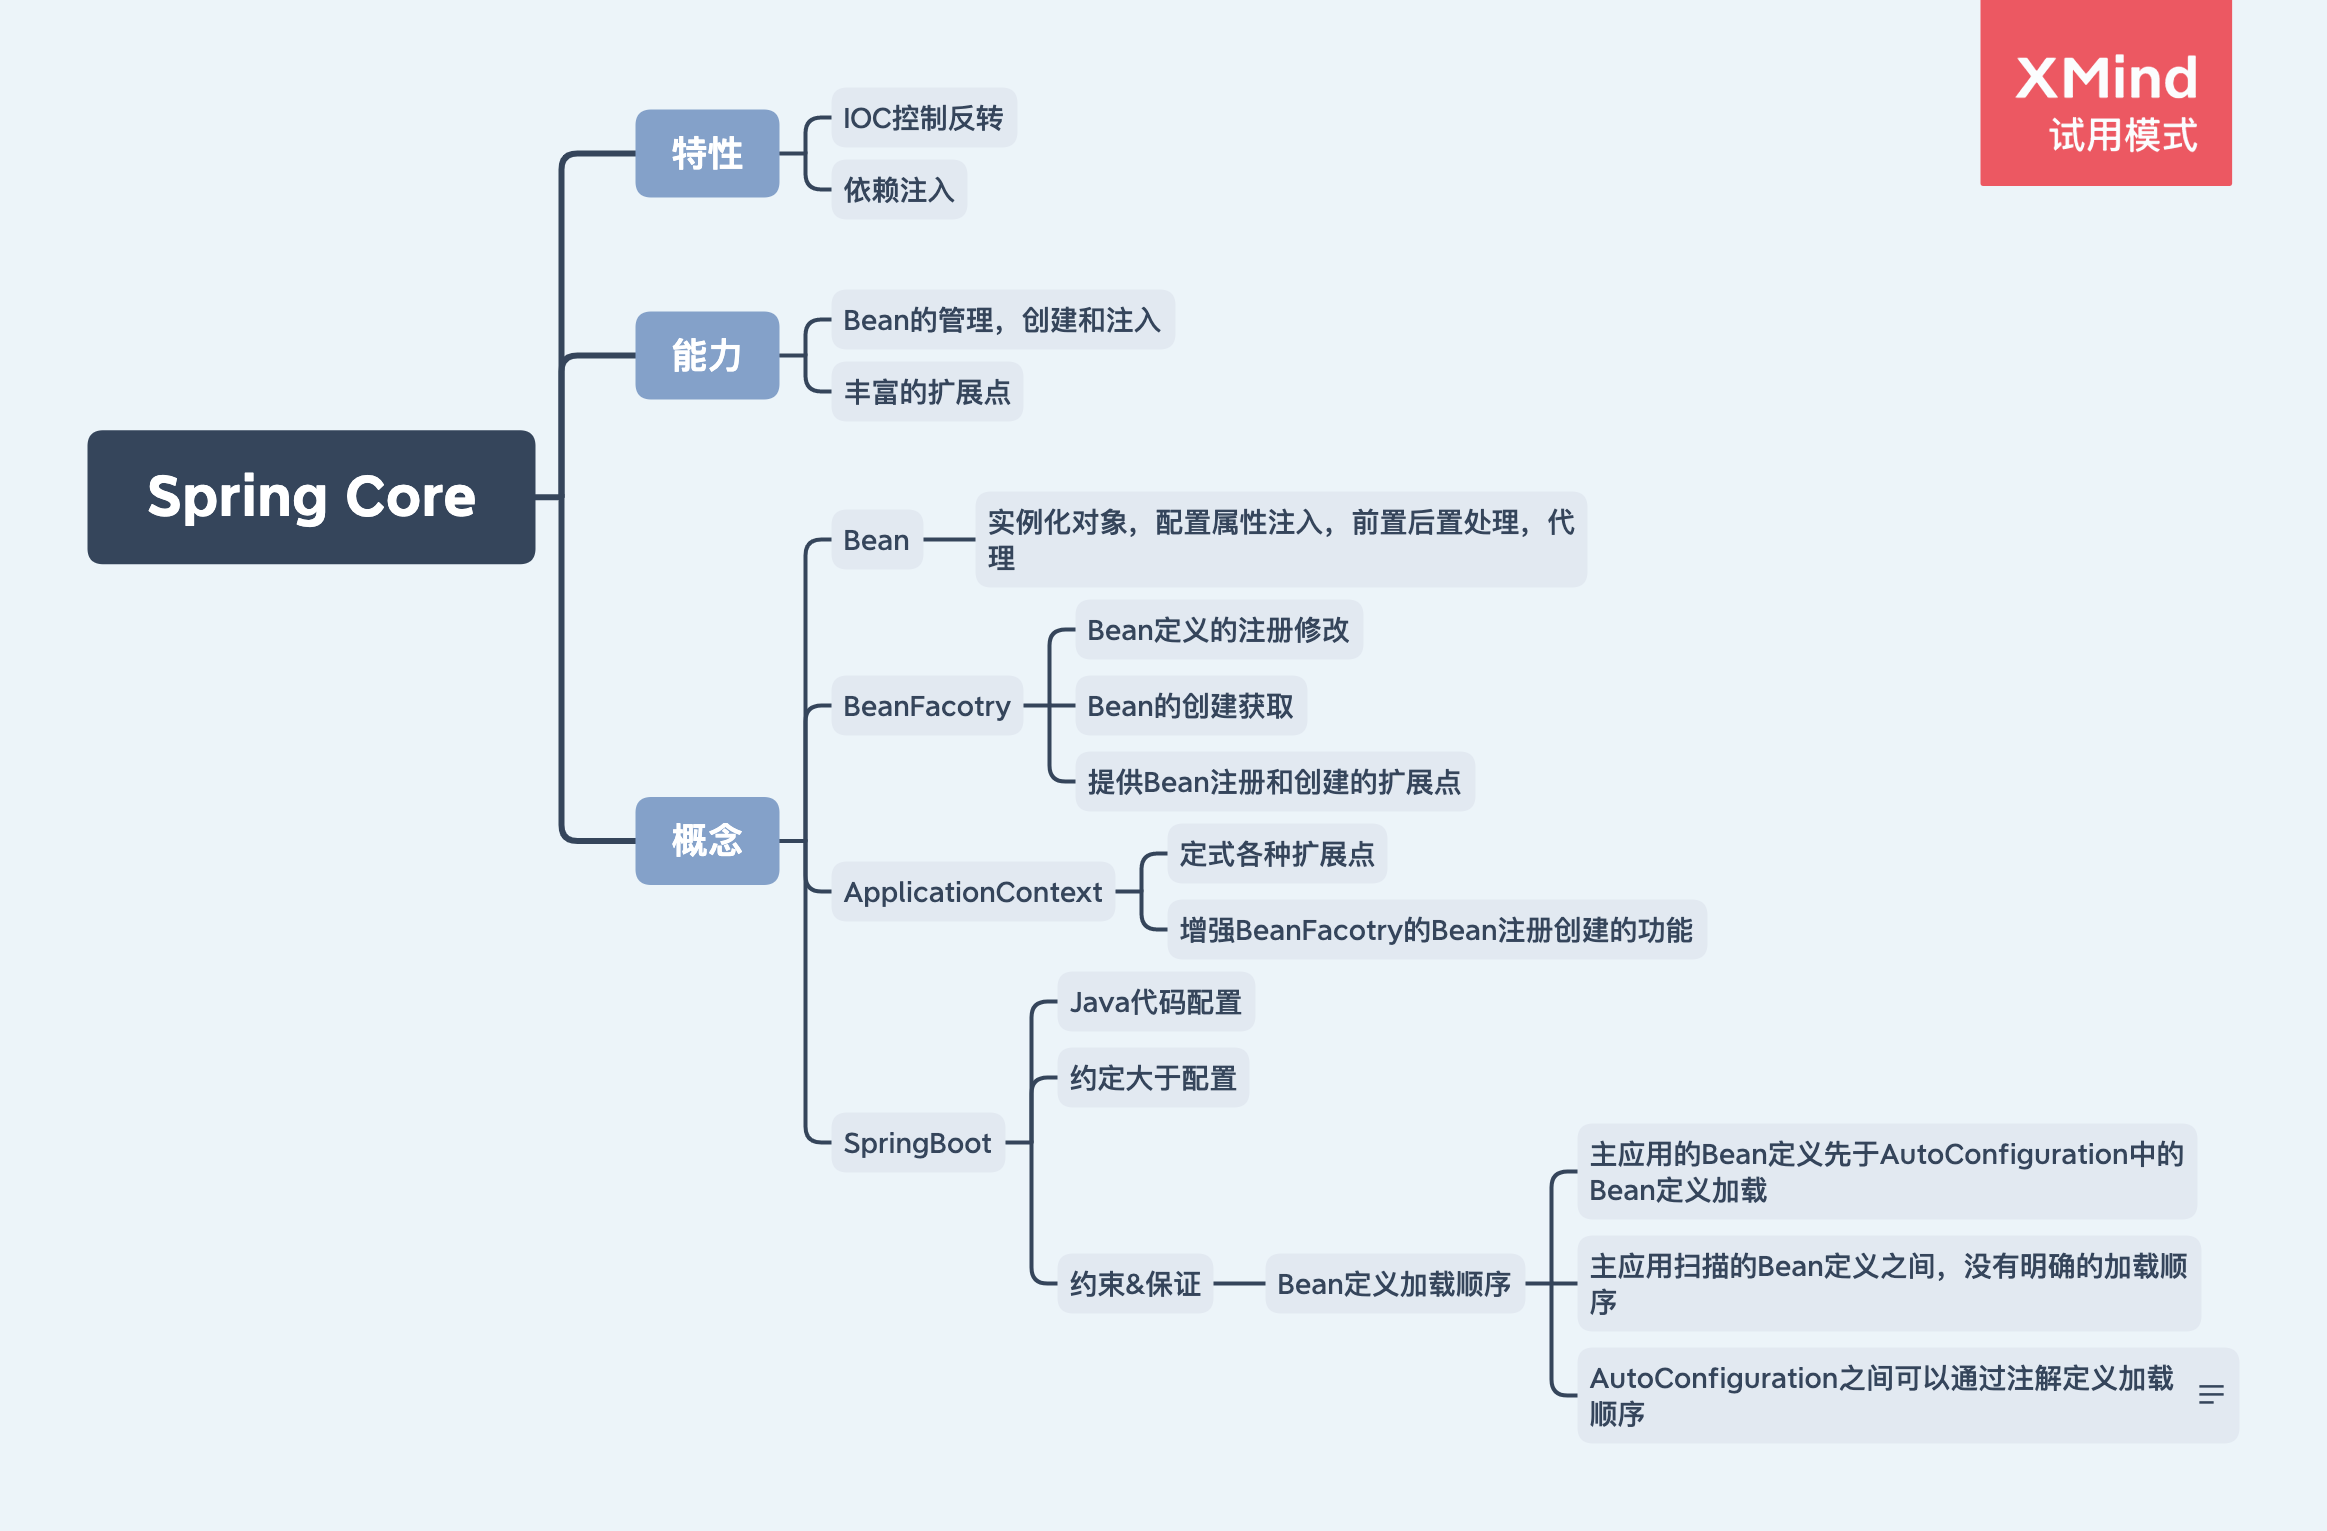 XMind
试用模式
Spring Core
特性
IOC控制反转
依赖注入
能力
Bean的管理，创建和注入
丰富的扩展点
概念
Bean
实例化对象，配置属性注入，前置后置处理，代
理
BeanFacotry
Bean定义的注册修改
Bean的创建获取
提供Bean注册和创建的扩展点
ApplicationContext
定式各种扩展点
增强BeanFacotry的Bean注册创建的功能
SpringBoot
Java代码配置
约定大于配置
约束&保证
Bean定义加载顺序
主应用的Bean定义先于AutoConfiguration中的
Bean定义加载
主应用扫描的Bean定义之间，没有明确的加载顺
序
AutoConfiguration之间可以通过注解定义加载
顺序